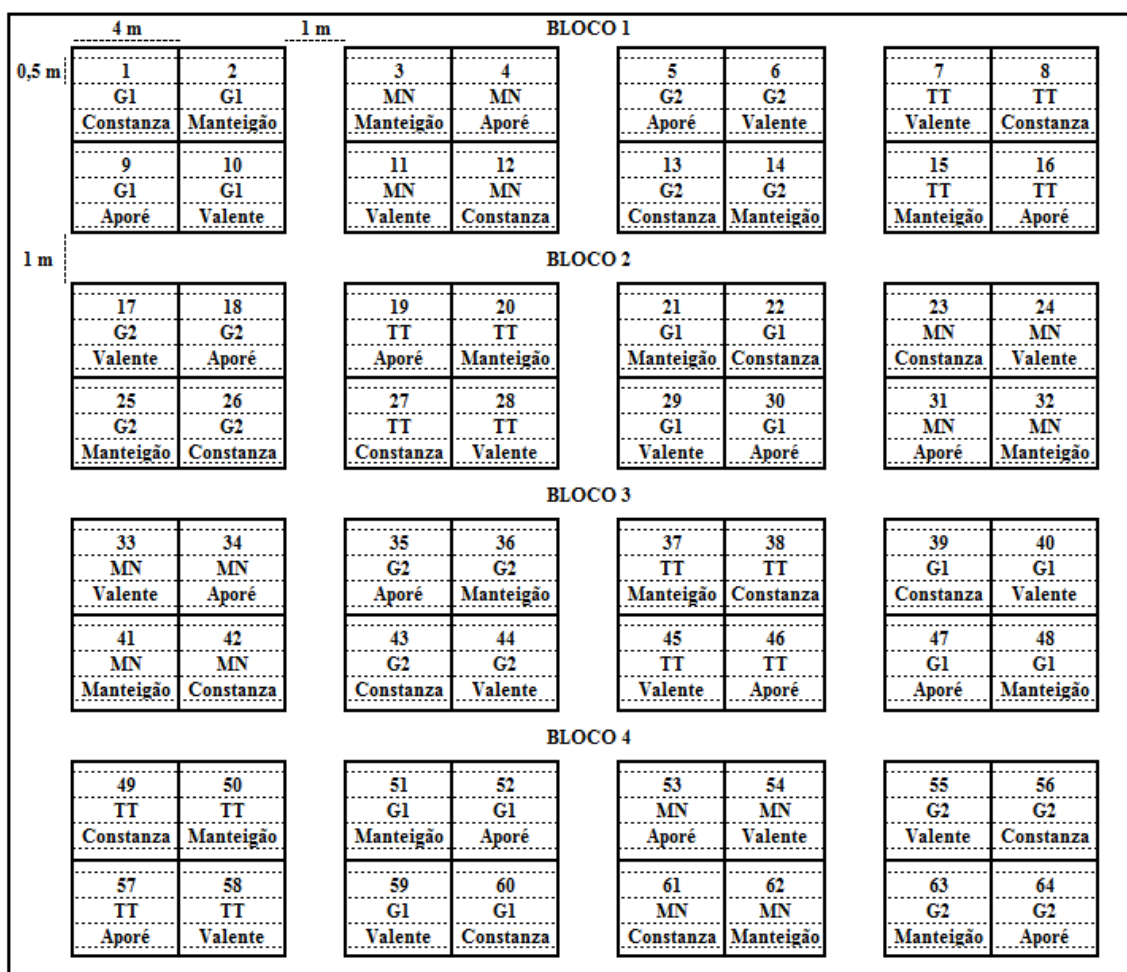 4 m 1 m BLOCO 1
0,5 m
1 2 3 4 5 6 7 8
G1 G1 MN MN G2 G2 TT TT
Constanza Manteigão Manteigão Aporé Aporé Valente Valente Constanza
9 10 11 12 13 14 15 16
G1 G1 MN MN G2 G2 TT TT
Aporé Valente Valente Constanza Constanza Manteigão Manteigão Aporé
1 m BLOCO 2
17 18 19 20 21 22 23 24
G2 G2 TT TT G1 G1 MN MN
Valente Aporé Aporé Manteigão Manteigão Constanza Constanza Valente
25 26 27 28 29 30 31 32
G2 G2 TT TT G1 G1 MN MN
Manteigão Constanza Constanza Valente Valente Aporé Aporé Manteigão
BLOCO 3
33 34 35 36 37 38 39 40
MN MN G2 G2 TT TT G1 G1
Valente Aporé Aporé Manteigão Manteigão Constanza Constanza Valente
41 42 43 44 45 46 47 48
MN MN G2 G2 TT TT G1 G1
Manteigão Constanza Constanza Valente Valente Aporé Aporé Manteigão
BLOCO 4
49 50 51 52 53 54 55 56
TT TT G1 G1 MN MN G2 G2
Constanza Manteigão Manteigão Aporé Aporé Valente Valente Constanza
57 58 59 60 61 62 63 64
TT TT G1 G1 MN MN G2 G2
Aporé Valente Valente Constanza Constanza Manteigão Manteigão Aporé